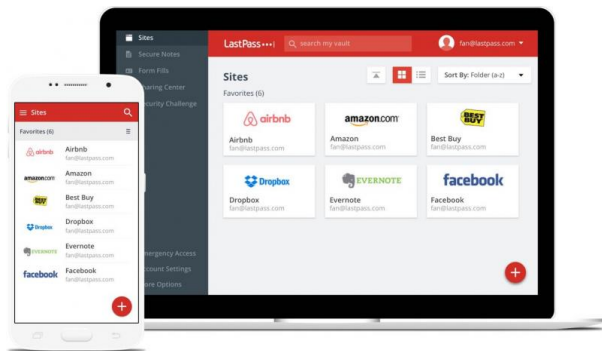 Sites
Secure Notes
Form Fills
haring Center
ecurity Challenge
mergency Access
ccount Settings
ore Options
LastPass•••|
search my vault
fan@lastpass.com
Sites
Sort By: Folder (a-z)
Favorites (6)
airbnb
Airbnb
fan@lastpass.com
amazon.com
Amazon
fan@lastpass.com
BEST BUY
Best Buy
fan@lastpass.com
Dropbox
Dropbox
fan@lastpass.com
EVERNOTE
Evernote
fan@lastpass.com
facebook
Facebook
fan@lastpass.com
+
Sites
Favorites (6)
airbnb
Airbnb
fan@lastpass.com
amazon.com
Amazon
fan@lastpass.com
BEST BUY
Best Buy
fan@lastpass.com
Dropbox
Dropbox
fan@lastpass.com
EVERNOTE
Evernote
fan@lastpass.com
facebook
Facebook
fan@lastpass.com
+